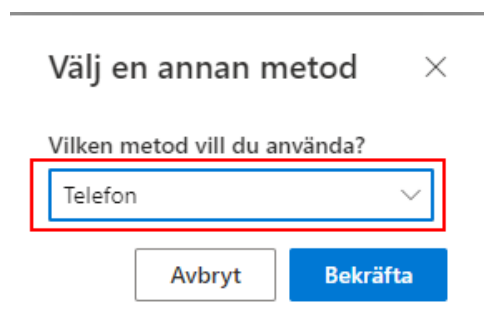 Välj en annan metod
Vilken metod vill du använda?
Telefon
Avbryt Bekräfta